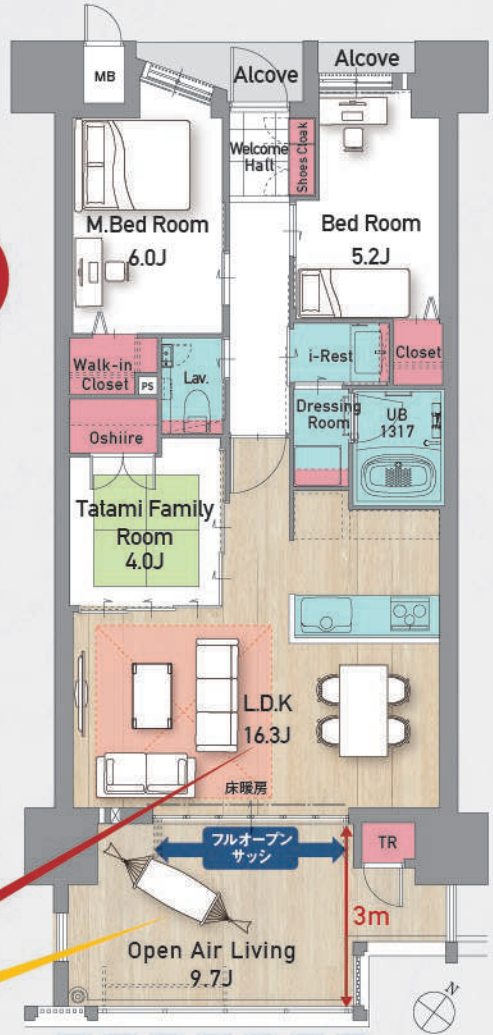 MB
Alcove
Alcove
Welcome
Hall
Shoes Cloak
M.Bed Room
6.0J
Bed Room
5.2J
Walk-in
Closet
PS
Lav.
i-Rest
Closet
Oshiire
Dressing
Room
UB
1317
Tatami Family
Room
4.0J
L.D.K
16.3J
床暖房
フルオープン
サッシ
TR
3m
Open Air Living
9.7J
N